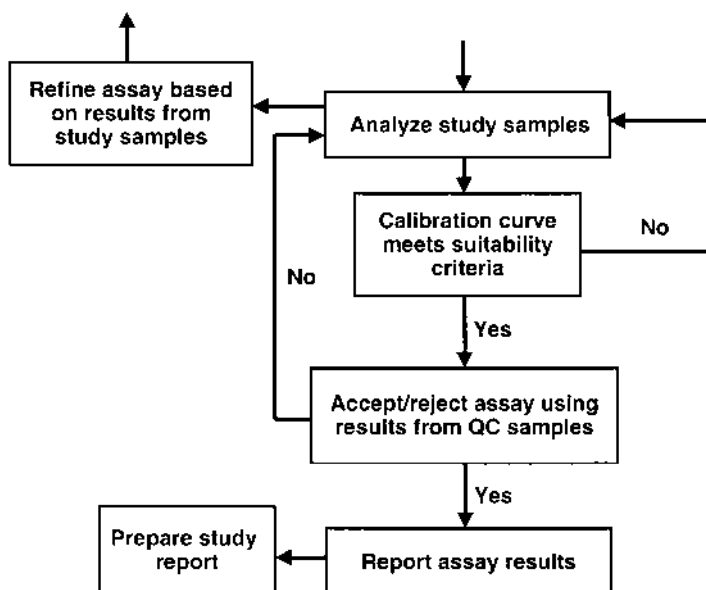 Refine assay based
on results from
study samples
Analyze study samples
Calibration curve
meets suitability
criteria
No
No
Yes
Accept/reject assay using
results from QC samples
Yes
Prepare study
report
Report assay results